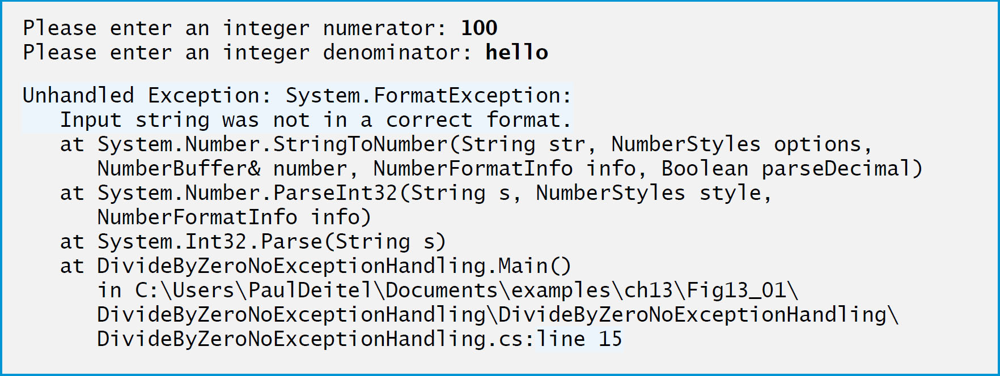 Please enter an integer numerator: 100
Please enter an integer denominator: hello
Unhandled Exception: System.FormatException:
Input string was not in a correct format.
at System.Number.StringToNumber(String str, NumberStyles options,
NumberBuffer& number, NumberFormatInfo info, Boolean parseDecimal)
at System.Number.ParseInt32(String s, NumberStyles style,
NumberFormatInfo info)
at System.Int32.Parse(String s)
at DivideByZeroNoExceptionHandling.Main()
in C:\Users\PaulDeitel\Documents\examples\ch13\Fig13_01\
DivideByZeroNoExceptionHandling\DivideByZeroNoExceptionHandling\
DivideByZeroNoExceptionHandling.cs:line 15